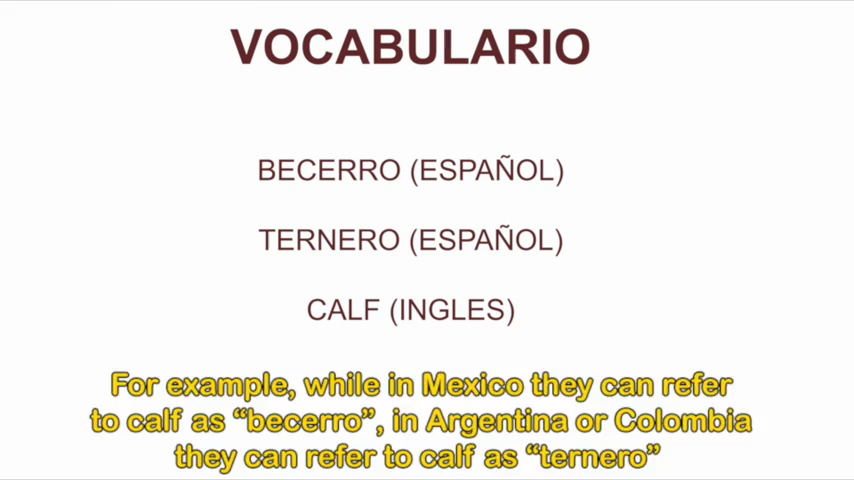 VOCABULARIO
BECERRO (ESPAÑOL)
TERNERO (ESPAÑOL)
CALF (INGLES)
For example, while in Mexico they can refer
to calf as “becerro”, in Argentina or Colombia
they can refer to calf as “ternero”